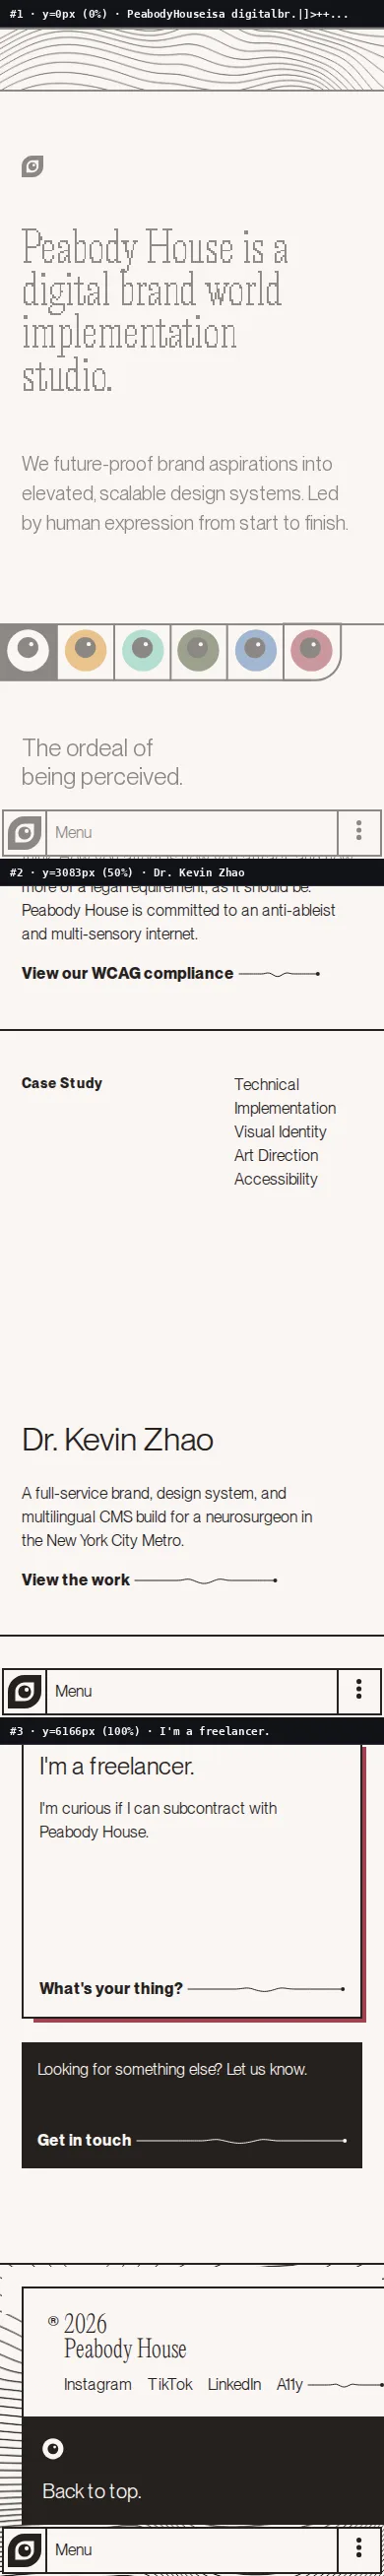 #1 · y=0px (0%) · PeabodyHouseisa digitalbr.|]>++...
Peabody House is a
digital brand world
implementation
studio.
We future-proof brand aspirations into
elevated, scalable design systems. Led
by human expression from start to finish.
The ordeal of
being perceived.
Menu
#2 · y=3083px (50%) · Dr. Kevin Zhao
more of a legal requirement, as it should be.
Peabody House is committed to an anti-ableist
and multi-sensory internet.
View our WCAG compliance
Case Study
Technical
Implementation
Visual Identity
Art Direction
Accessibility
Dr. Kevin Zhao
A full-service brand, design system, and
multilingual CMS build for a neurosurgeon in
the New York City Metro.
View the work
Menu
#3 · y=6166px (100%) · I'm a freelancer.
I'm a freelancer.
I'm curious if I can subcontract with
Peabody House.
What's your thing?
Looking for something else? Let us know.
Get in touch
® 2026
Peabody House
Instagram TikTok LinkedIn A11y
Back to top.
Menu